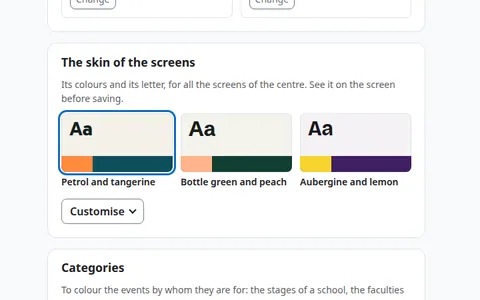 Change
Change
The skin of the screens
Its colours and its letter, for all the screens of the centre. See it on the screen
before saving.
Aa
Aa
Aa
Petrol and tangerine
Bottle green and peach
Aubergine and lemon
Customise
Categories
To colour the events by whom they are for: the stages of a school, the faculties